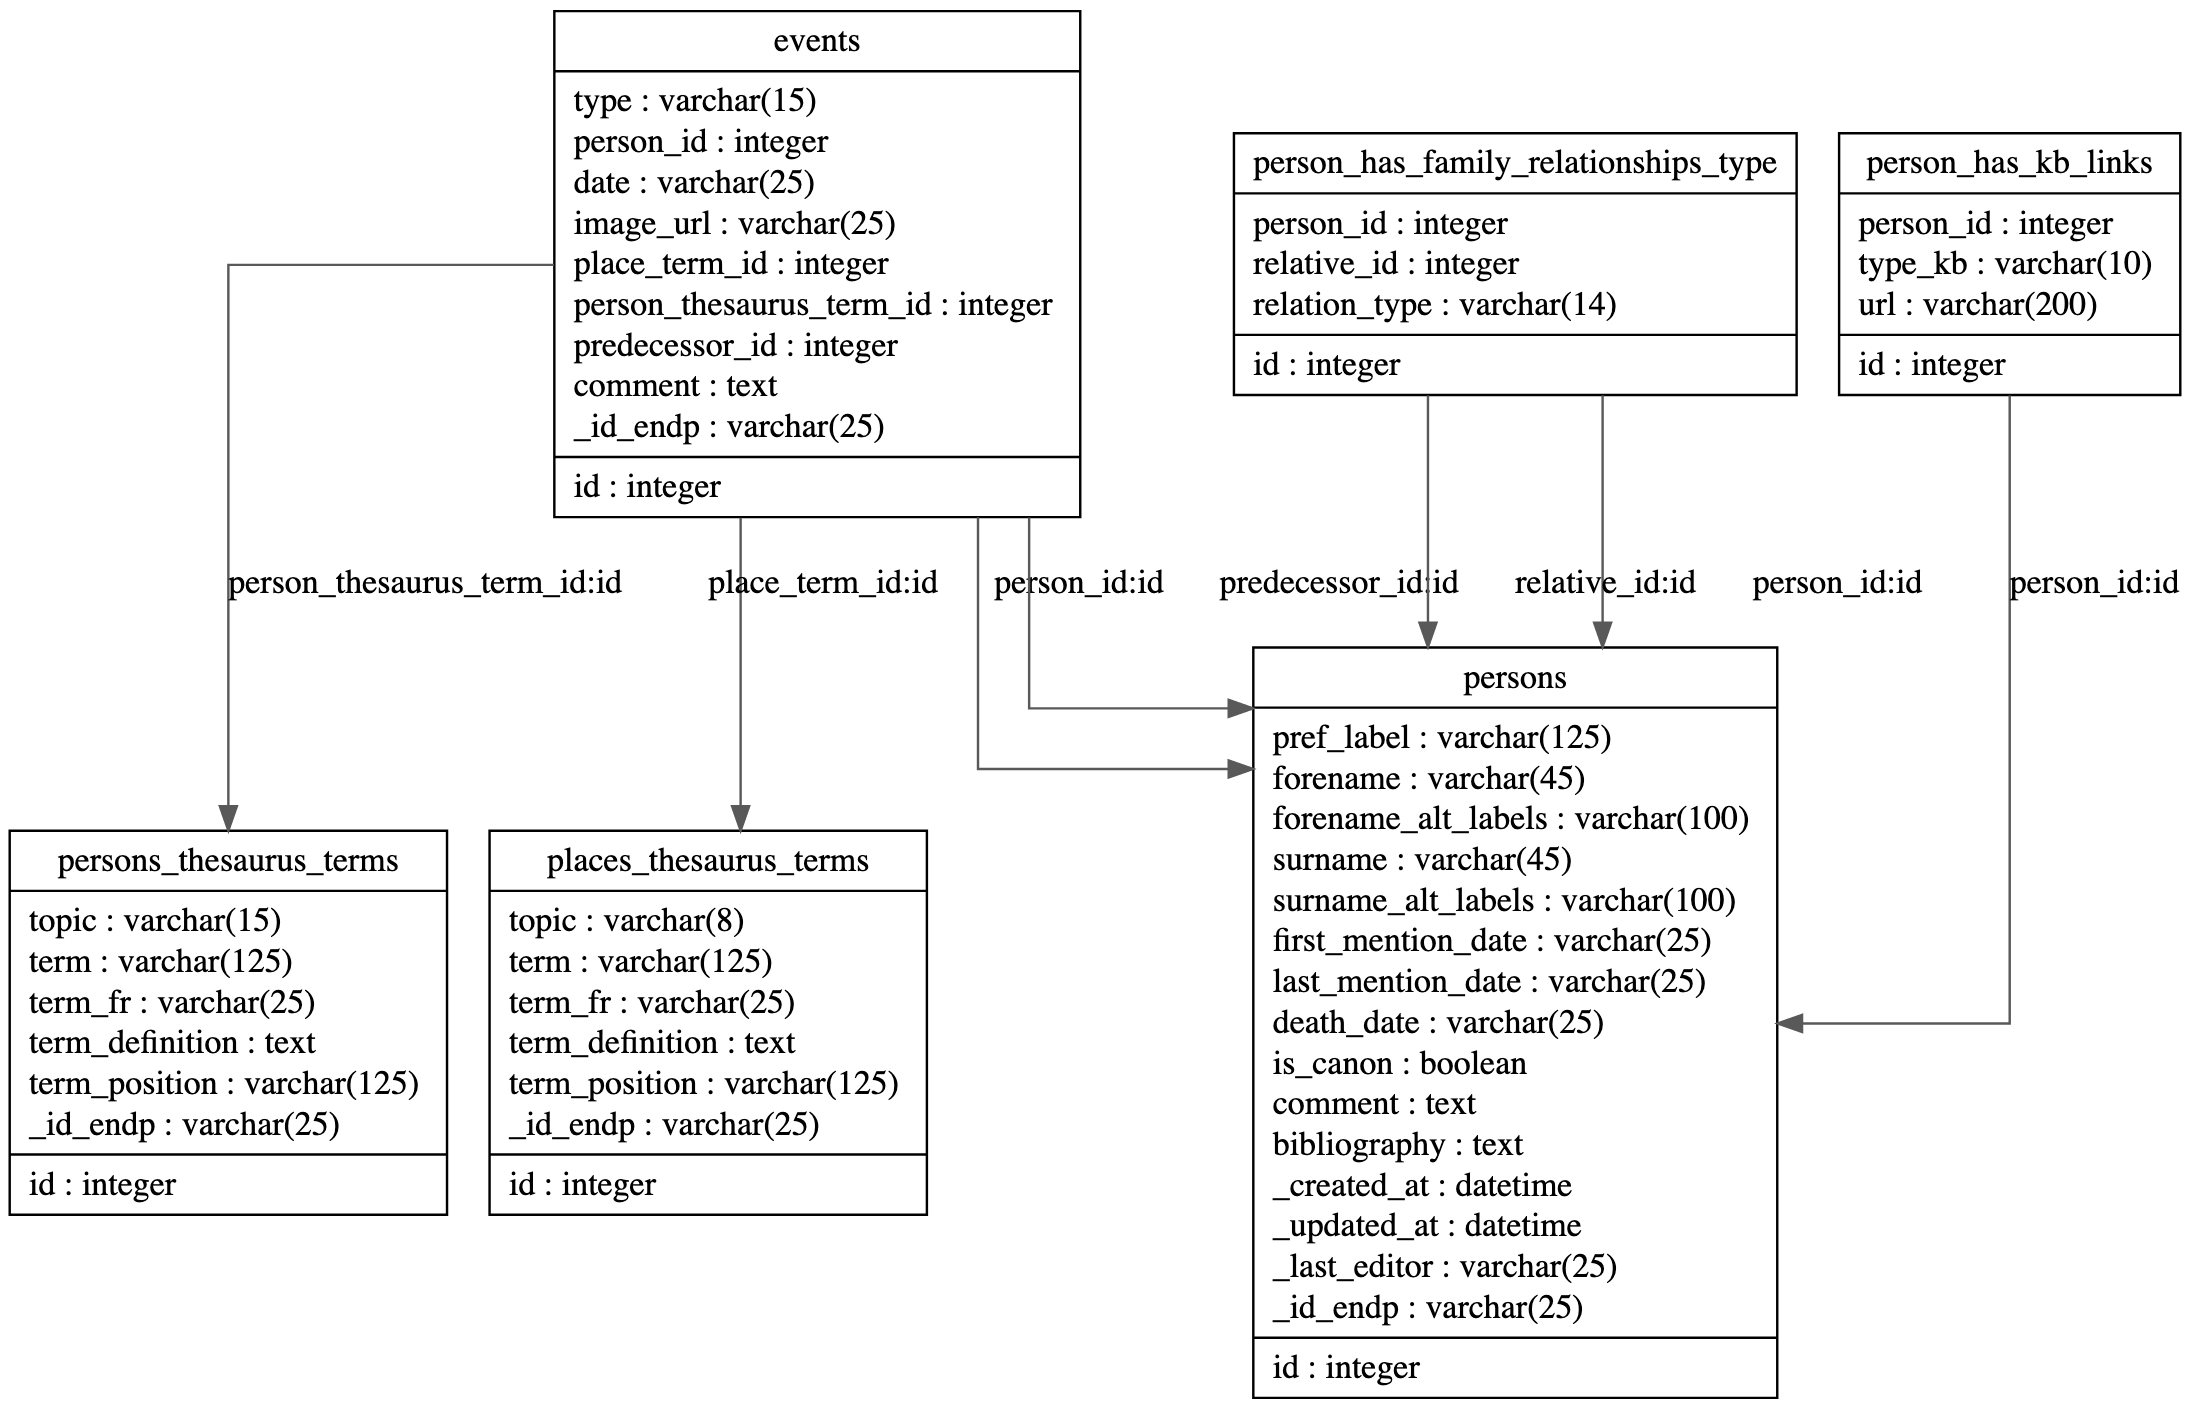 events
type : varchar(15)
person_id : integer
date : varchar(25)
image_url : varchar(25)
place_term_id : integer
person_thesaurus_term_id : integer
predecessor_id : integer
comment : text
_id_endp : varchar(25)
id : integer
person_has_family_relationships_type
person_id : integer
relative_id : integer
relation_type : varchar(14)
id : integer
person_has_kb_links
person_id : integer
type_kb : varchar(10)
url : varchar(200)
id : integer
person_thesaurus_term_id:id
place_term_id:id
person_id:id
predecessor_id:id
relative_id:id
person_id:id
person_id:id
persons_thesaurus_terms
topic : varchar(15)
term : varchar(125)
term_fr : varchar(25)
term_definition : text
term_position : varchar(125)
_id_endp : varchar(25)
id : integer
places_thesaurus_terms
topic : varchar(8)
term : varchar(125)
term_fr : varchar(25)
term_definition : text
term_position : varchar(125)
_id_endp : varchar(25)
id : integer
persons
pref_label : varchar(125)
forename : varchar(45)
forename_alt_labels : varchar(100)
surname : varchar(45)
surname_alt_labels : varchar(100)
first_mention_date : varchar(25)
last_mention_date : varchar(25)
death_date : varchar(25)
is_canon : boolean
comment : text
bibliography : text
_created_at : datetime
_updated_at : datetime
_last_editor : varchar(25)
_id_endp : varchar(25)
id : integer